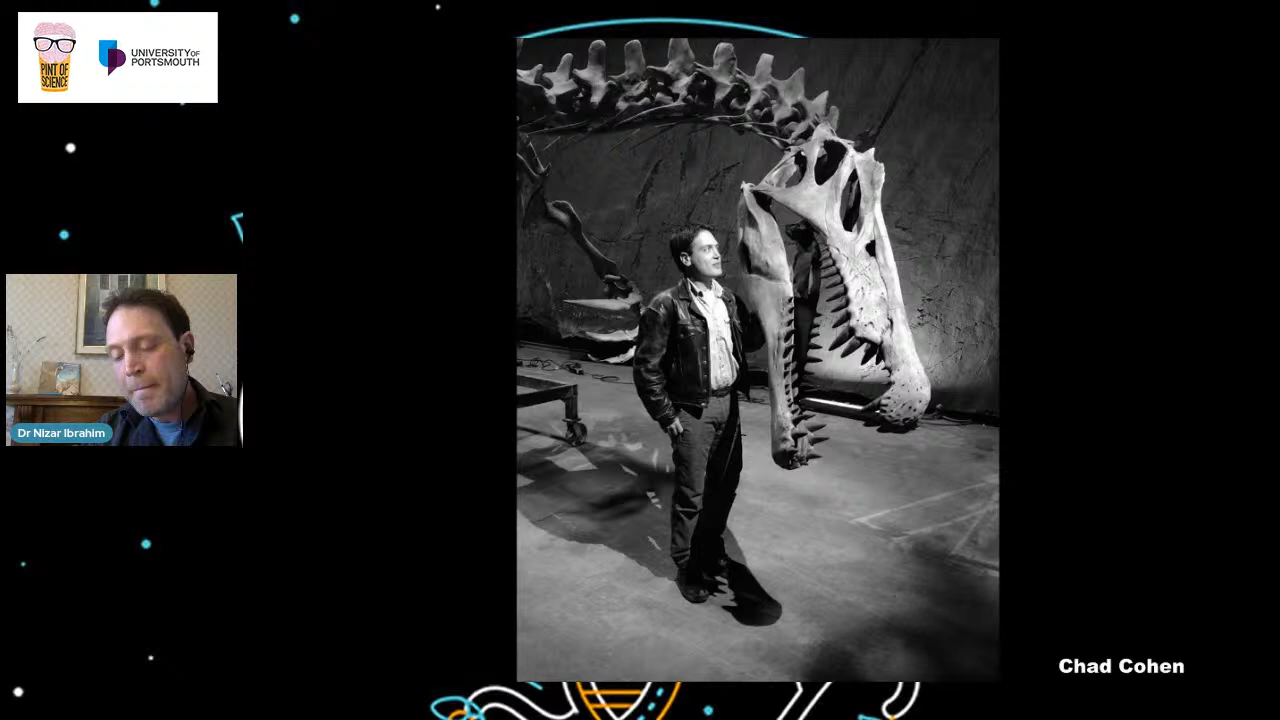 PINT OF
SCIENCE
UNIVERSITY OF
PORTSMOUTH
Dr Nizar Ibrahim
Chad Cohen